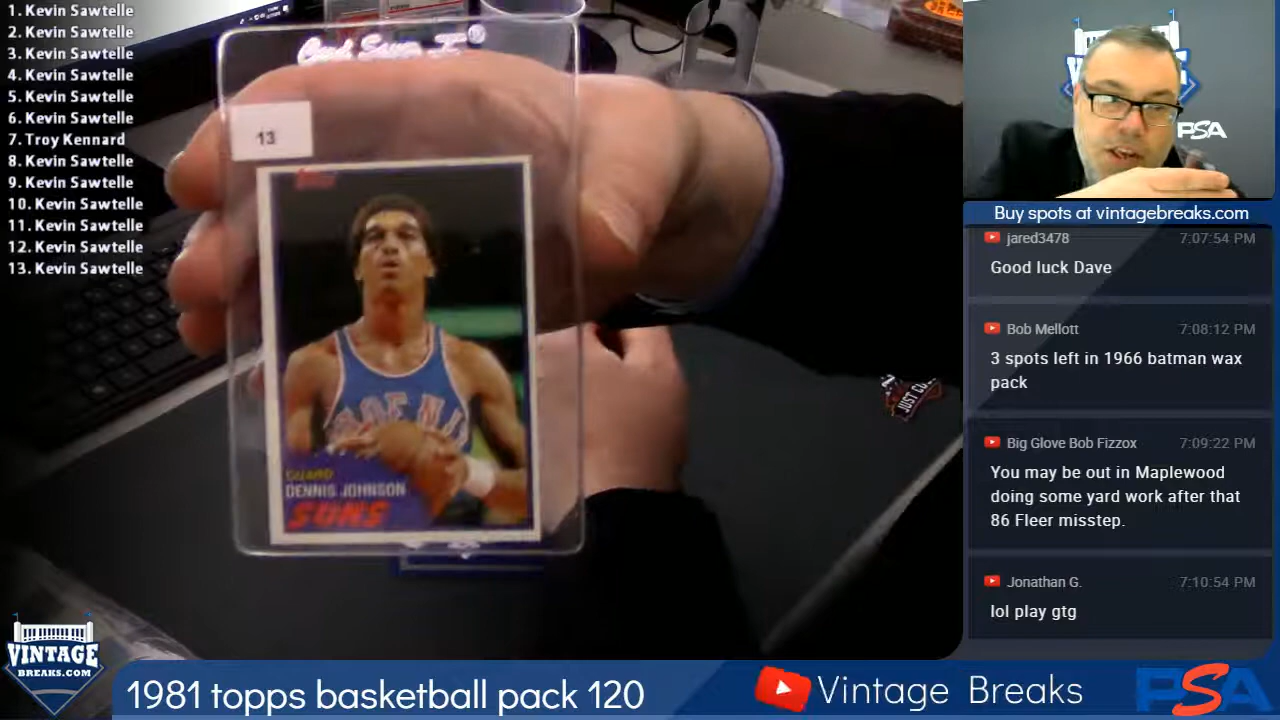 1. Kevin Sawtelle
2. Kevin Sawtelle
3. Kevin Sawtelle
4. Kevin Sawtelle
5. Kevin Sawtelle
6. Kevin Sawtelle
7. Troy Kennard
8. Kevin Sawtelle
9. Kevin Sawtelle
10. Kevin Sawtelle
11. Kevin Sawtelle
12. Kevin Sawtelle
13. Kevin Sawtelle
Card Saver I®
13
Topps
PHOENIX
GUARD
DENNIS JOHNSON
SUNS
JUST
PSA
Buy spots at vintagebreaks.com
jared3478 7:07:54 PM
Good luck Dave
Bob Mellott 7:08:12 PM
3 spots left in 1966 batman wax
pack
Big Glove Bob Fizzox 7:09:22 PM
You may be out in Maplewood
doing some yard work after that
86 Fleer misstep.
Jonathan G. 7:10:54 PM
lol play gtg
VINTAGE
BREAKS.COM
1981 topps basketball pack 120
Vintage Breaks
PSA